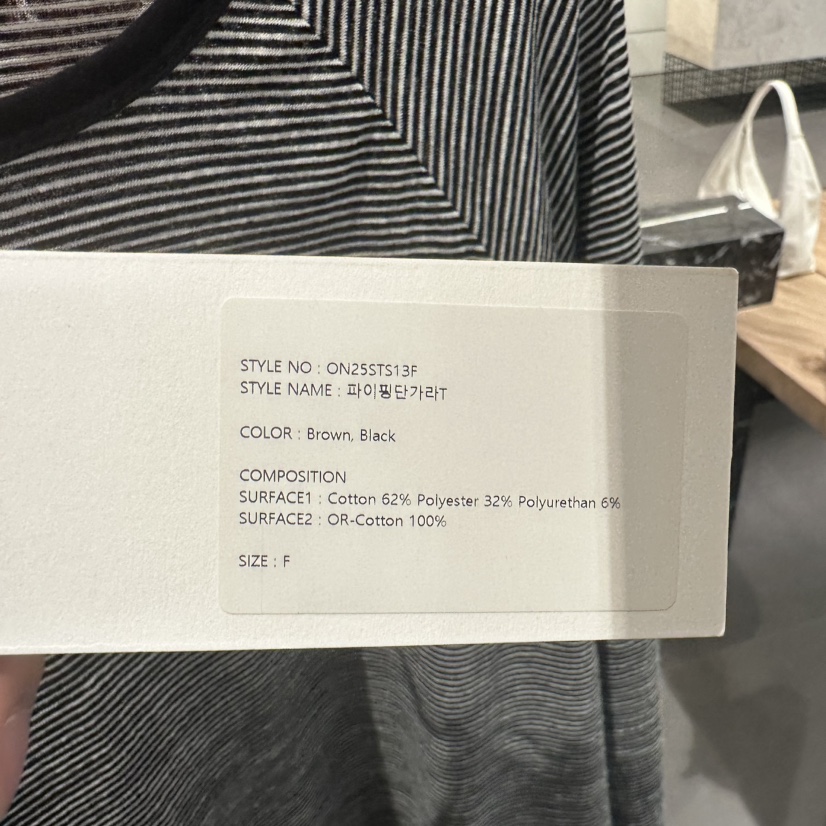 STYLE NO : ON25STS13F
STYLE NAME : 파이핑단가라T
COLOR : Brown, Black
COMPOSITION
SURFACE1 : Cotton 62% Polyester 32% Polyurethan 6%
SURFACE2 : OR-Cotton 100%
SIZE : F